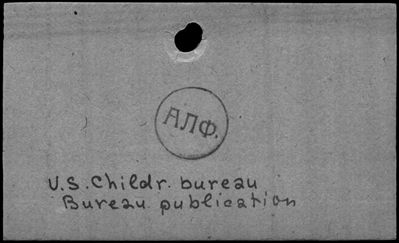 АЛФ.
U.S. Childr. bureau
Bureau publication